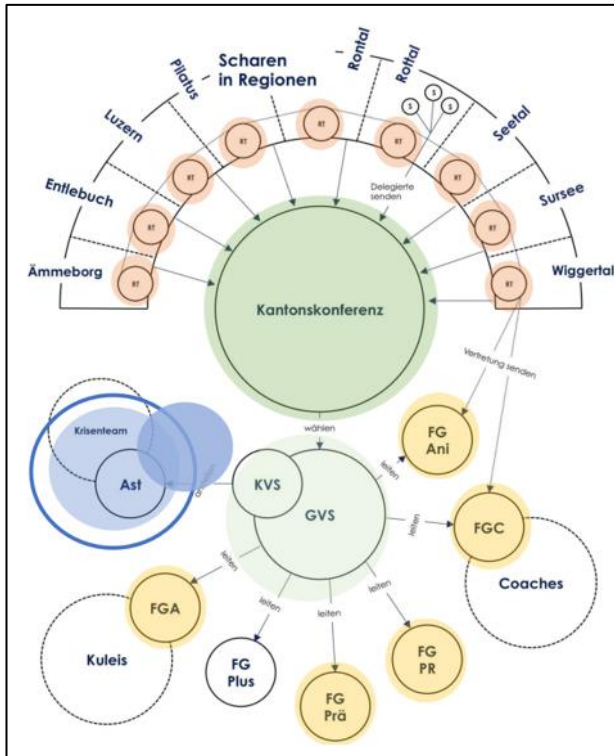 Scharen
in Regionen
Pilatus
Rontal
Rottal
Luzern
Seetal
Entlebuch
Sursee
Ämmeborg
Wiggertal
S
S
S
RT
RT
RT
RT
RT
RT
RT
RT
RT
Delegierte
senden
Kantonskonferenz
Vertretung senden
wählen
Krisenteam
Ast
KVS
GVS
FG
Ani
leiten
FGC
leiten
Coaches
FGA
leiten
Kuleis
FG
Plus
leiten
FG
Prä
leiten
FG
PR
leiten